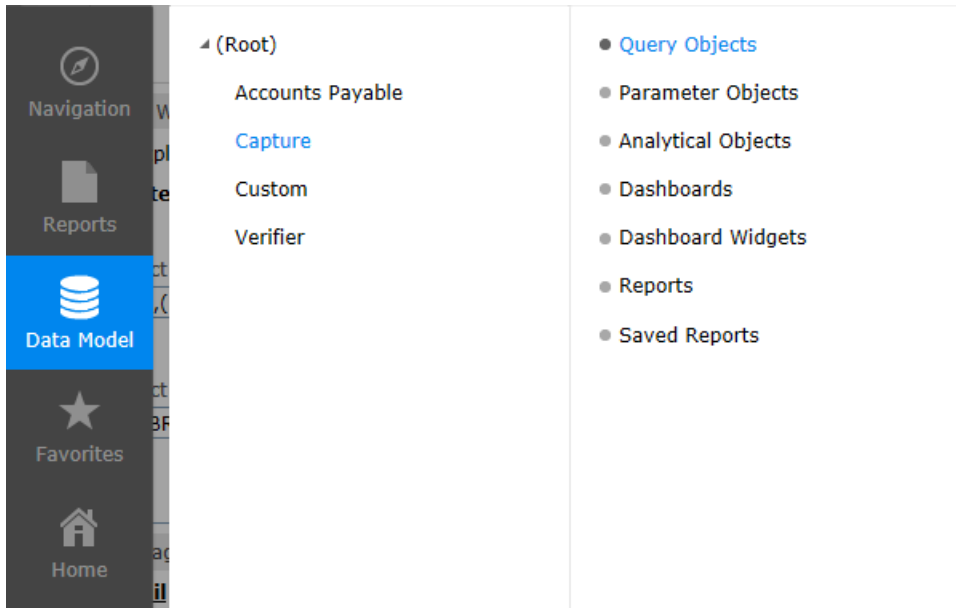 Navigation
Reports
Data Model
Favorites
Home
(Root)
Accounts Payable
Capture
Custom
Verifier
Query Objects
Parameter Objects
Analytical Objects
Dashboards
Dashboard Widgets
Reports
Saved Reports